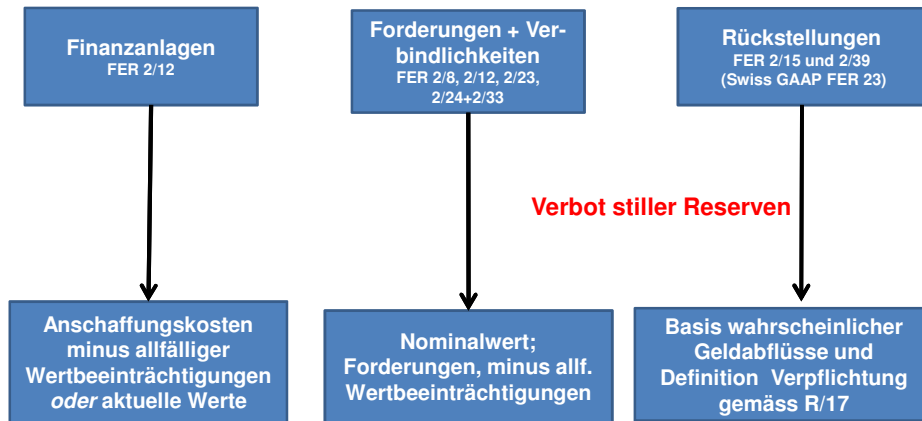 Finanzanlagen
FER 2/12
Forderungen + Ver-
bindlichkeiten
FER 2/8, 2/12, 2/23,
2/24+2/33
Rückstellungen
FER 2/15 und 2/39
(Swiss GAAP FER 23)
Verbot stiller Reserven
Anschaffungskosten
minus allfälliger
Wertbeeinträchtigungen
oder aktuelle Werte
Nominalwert;
Forderungen, minus allf.
Wertbeeinträchtigungen
Basis wahrscheinlicher
Geldabflüsse und
Definition Verpflichtung
gemäss R/17